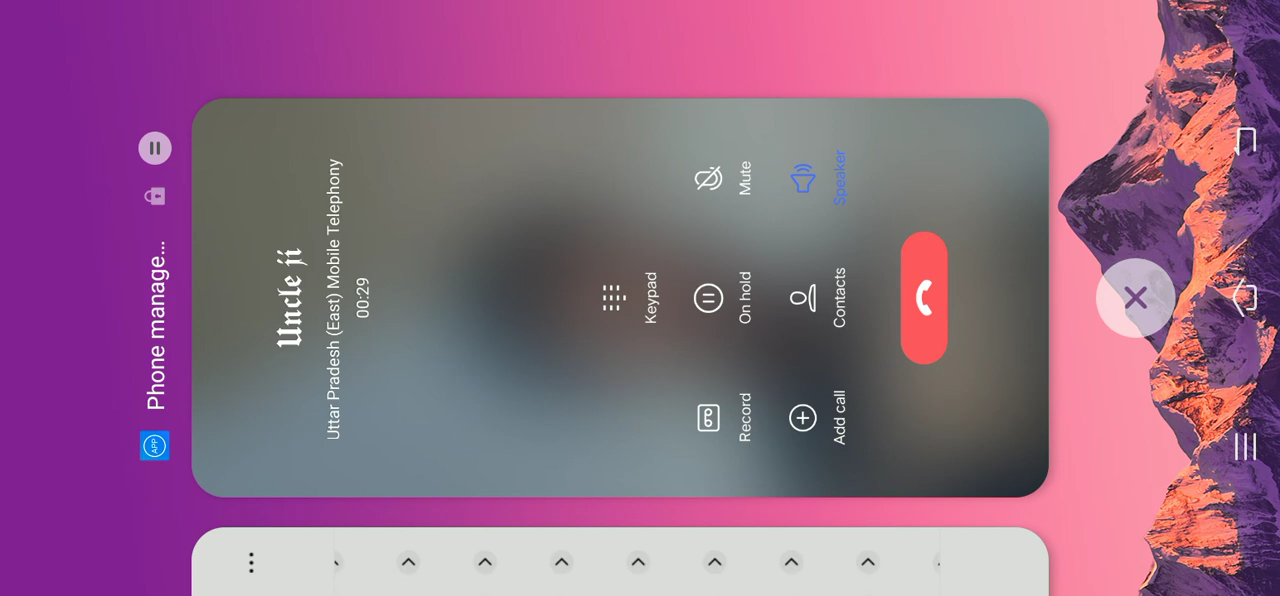 APP
Phone manage...
Uncle ji
Uttar Pradesh (East) Mobile Telephony
00:29
Keypad
Record
On hold
Mute
Add call
Contacts
Speaker